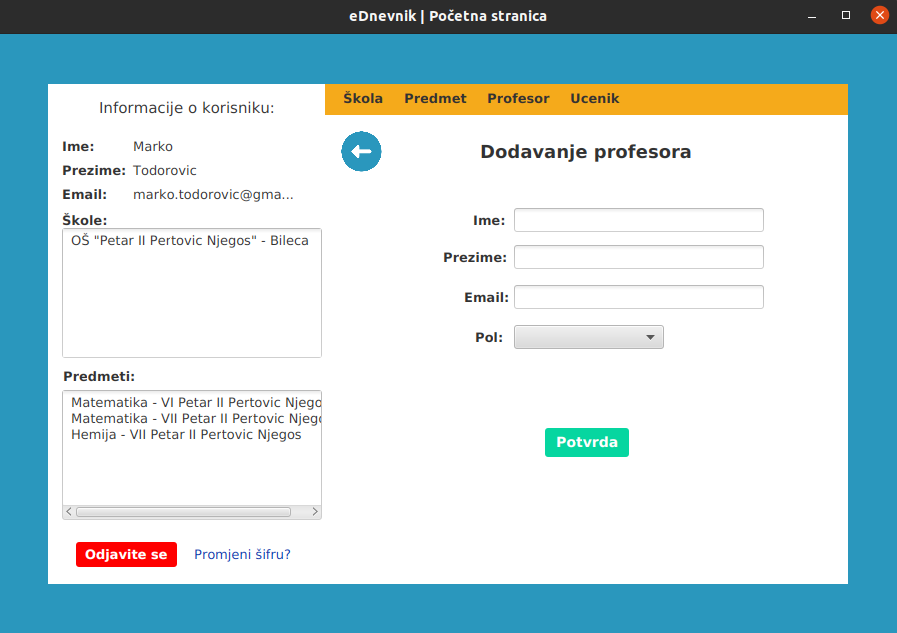 eDnevnik | Početna stranica
Informacije o korisniku:
Ime: Marko
Prezime: Todorovic
Email: marko.todorovic@gma...
Škole:
OŠ "Petar II Pertovic Njegos" - Bileca
Predmeti:
Matematika - VI Petar II Pertovic Njego
Matematika - VII Petar II Pertovic Njego
Hemija - VII Petar II Pertovic Njegos
Odjavite se Promjeni šifru?
Škola Predmet Profesor Ucenik
Dodavanje profesora
Ime:
Prezime:
Email:
Pol:
Potvrda